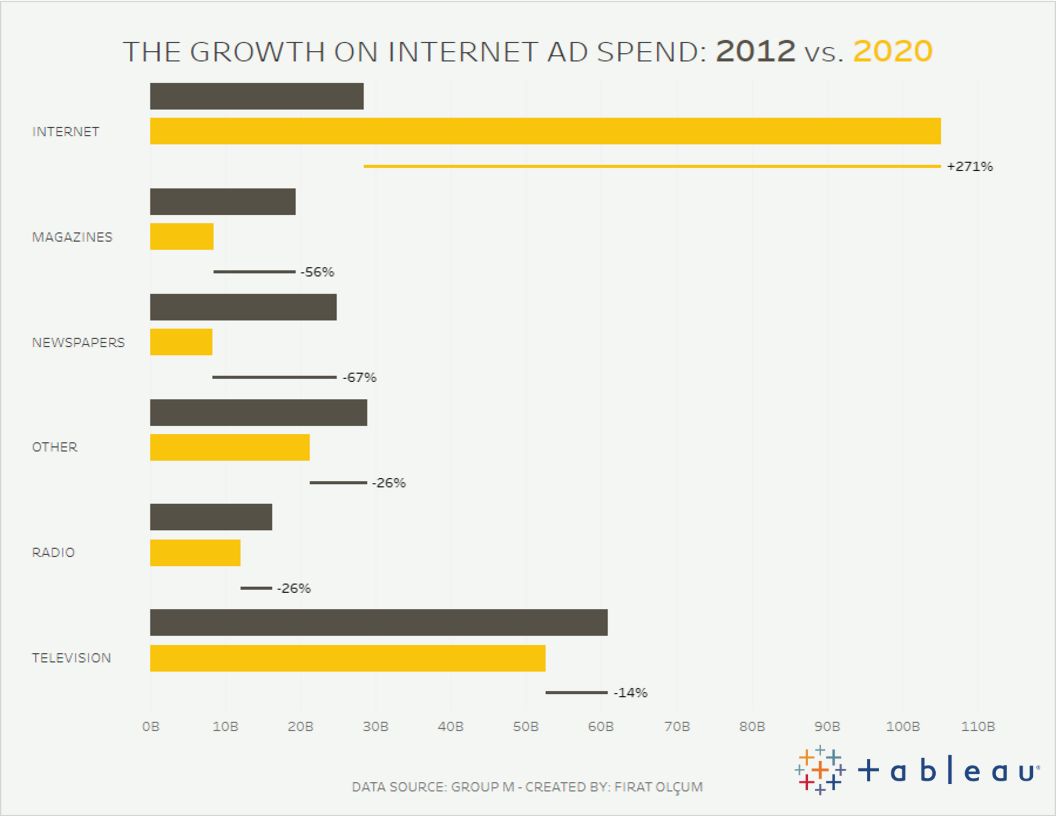 THE GROWTH ON INTERNET AD SPEND: 2012 vs. 2020
INTERNET
+271%
MAGAZINES
-56%
NEWSPAPERS
-67%
OTHER
-26%
RADIO
-26%
TELEVISION
-14%
0B 10B 20B 30B 40B 50B 60B 70B 80B 90B 100B 110B
+ableau®
DATA SOURCE: GROUP M - CREATED BY: FIRAT OLÇUM